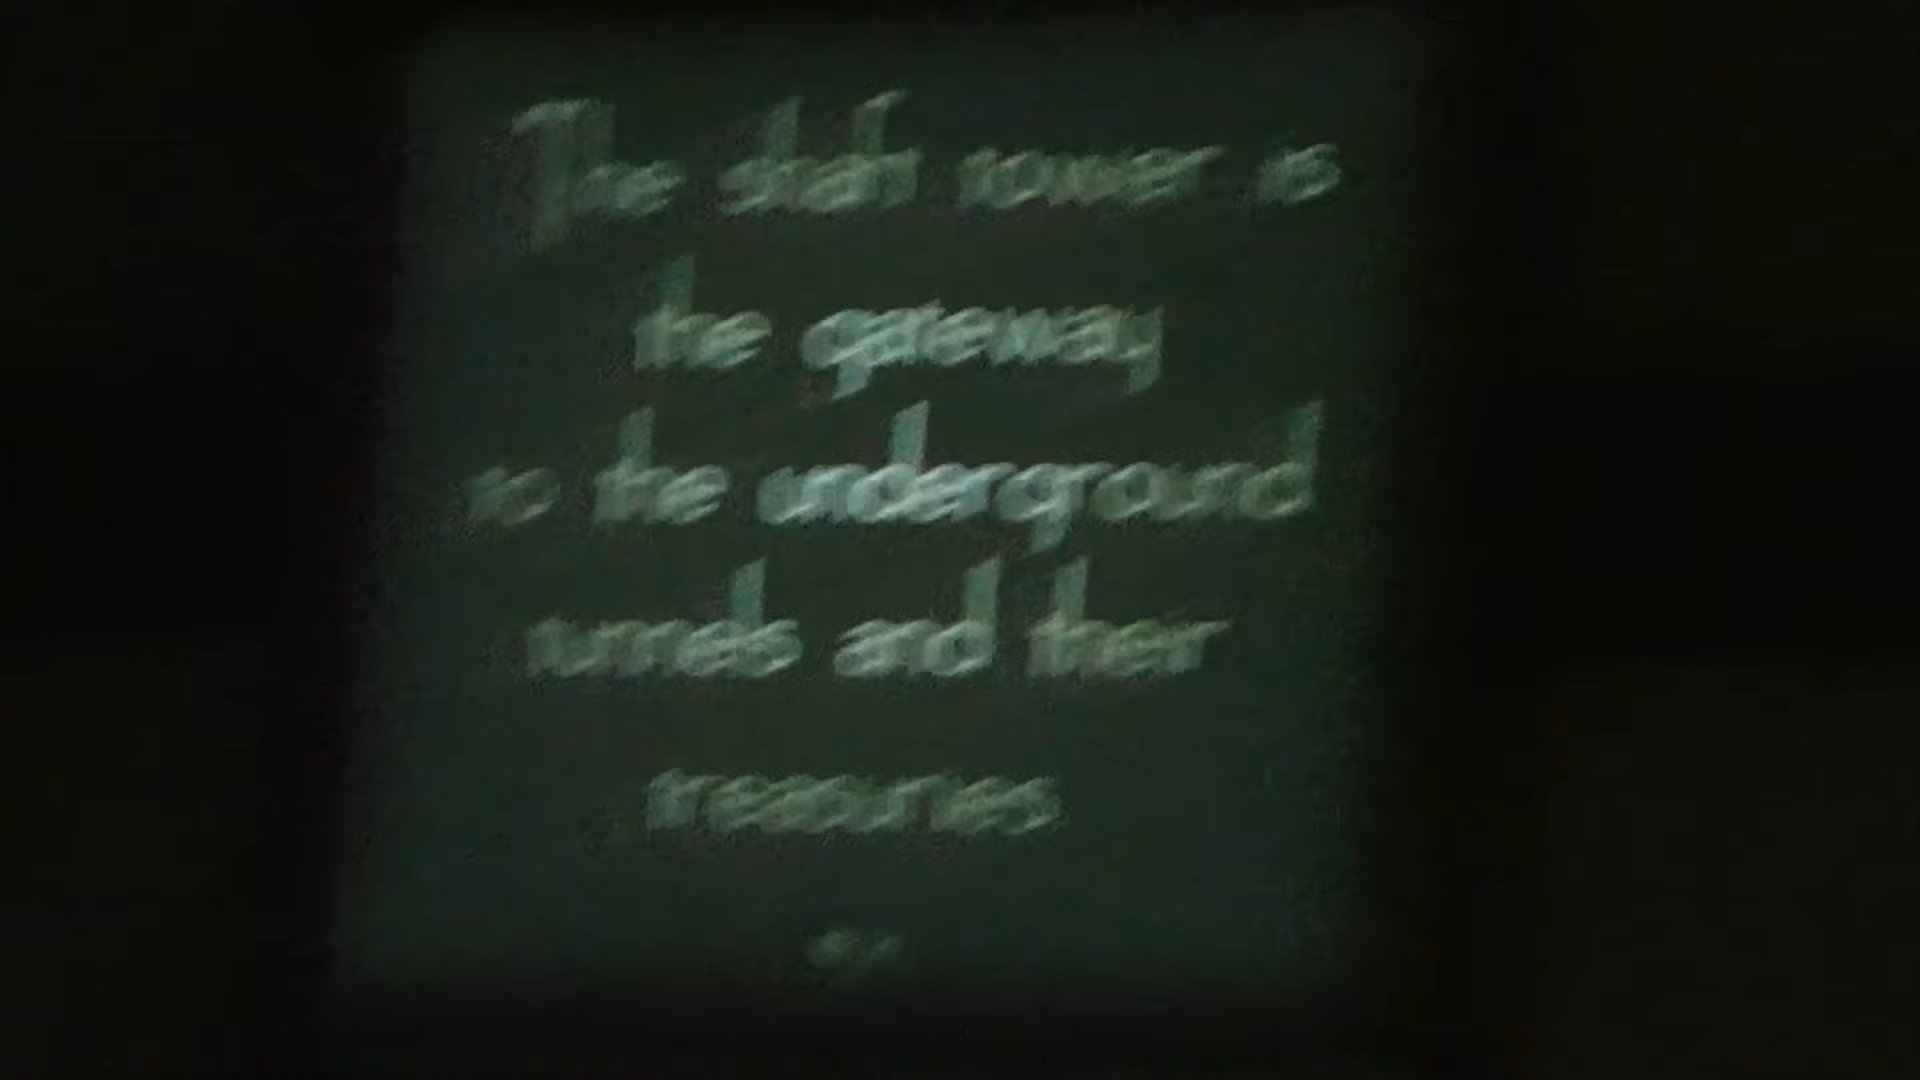 The shaft tower is
the gateway
to the underground
tunnels and their
treasures